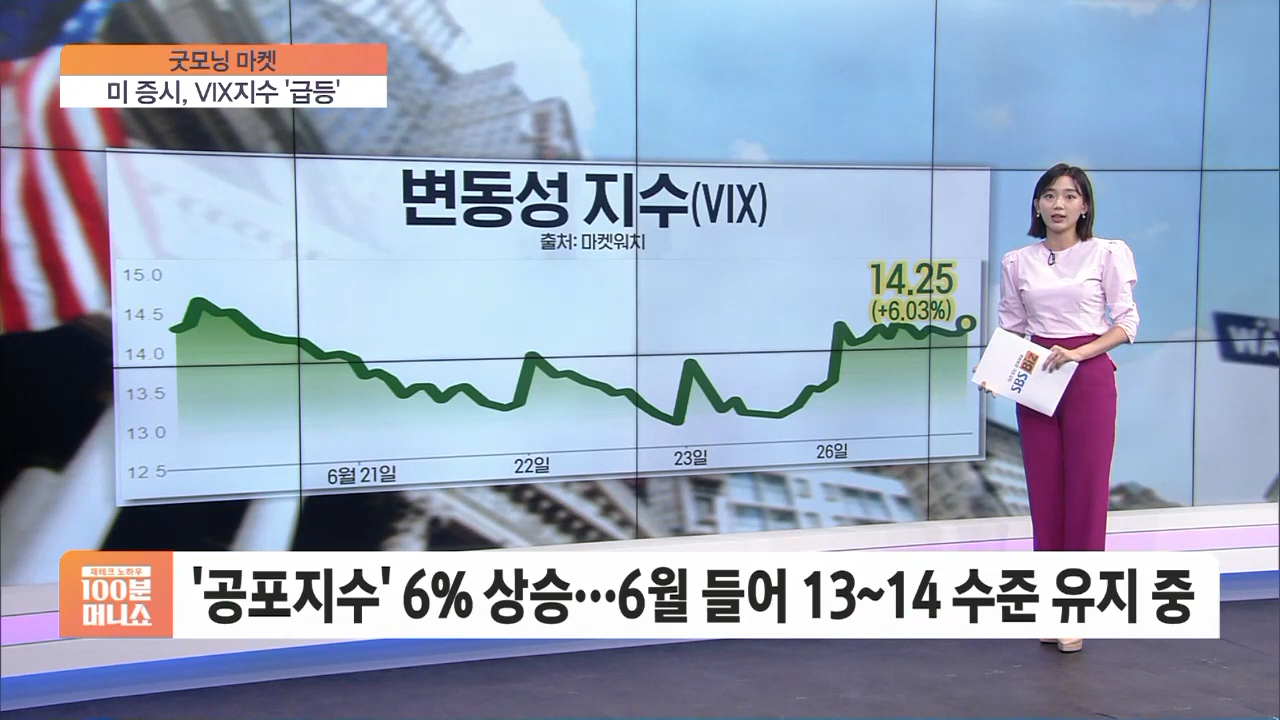 굿모닝 마켓
미 증시, VIX지수 '급등'
변동성 지수(VIX)
출처: 마켓워치
15.0
14.5
14.0
13.5
13.0
12.5
14.25
(+6.03%)
6월 21일
22일
23일
26일
SBS BIZ
WA
재테크 노하우
100분
머니쇼
'공포지수' 6% 상승…6월 들어 13~14 수준 유지 중